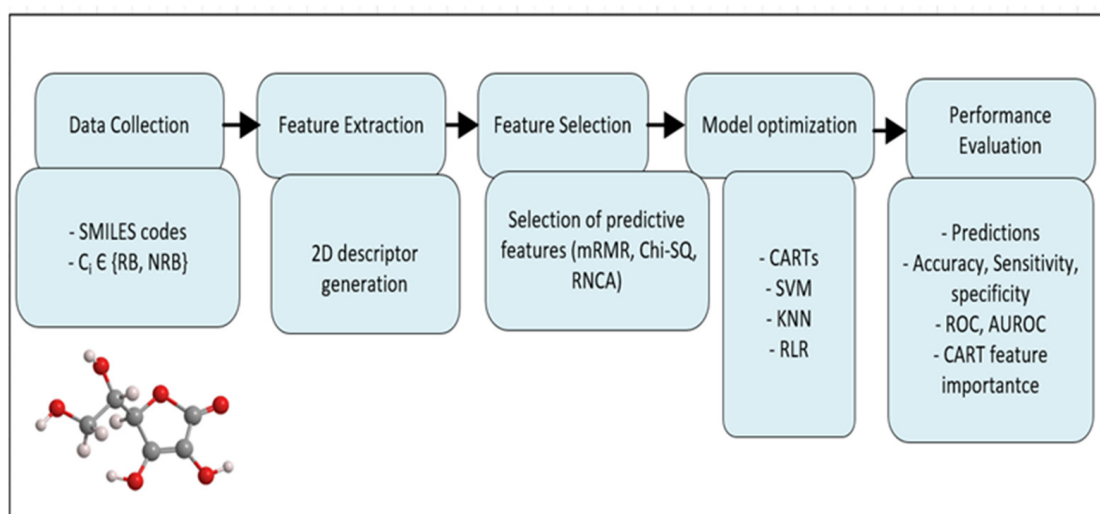 Data Collection
- SMILES codes
- Cᵢ Є {RB, NRB}
Feature Extraction
2D descriptor
generation
Feature Selection
Selection of predictive
features (mRMR, Chi-SQ,
RNCA)
Model optimization
- CARTs
- SVM
- KNN
- RLR
Performance
Evaluation
- Predictions
- Accuracy, Sensitivity,
specificity
- ROC, AUROC
- CART feature
importantce